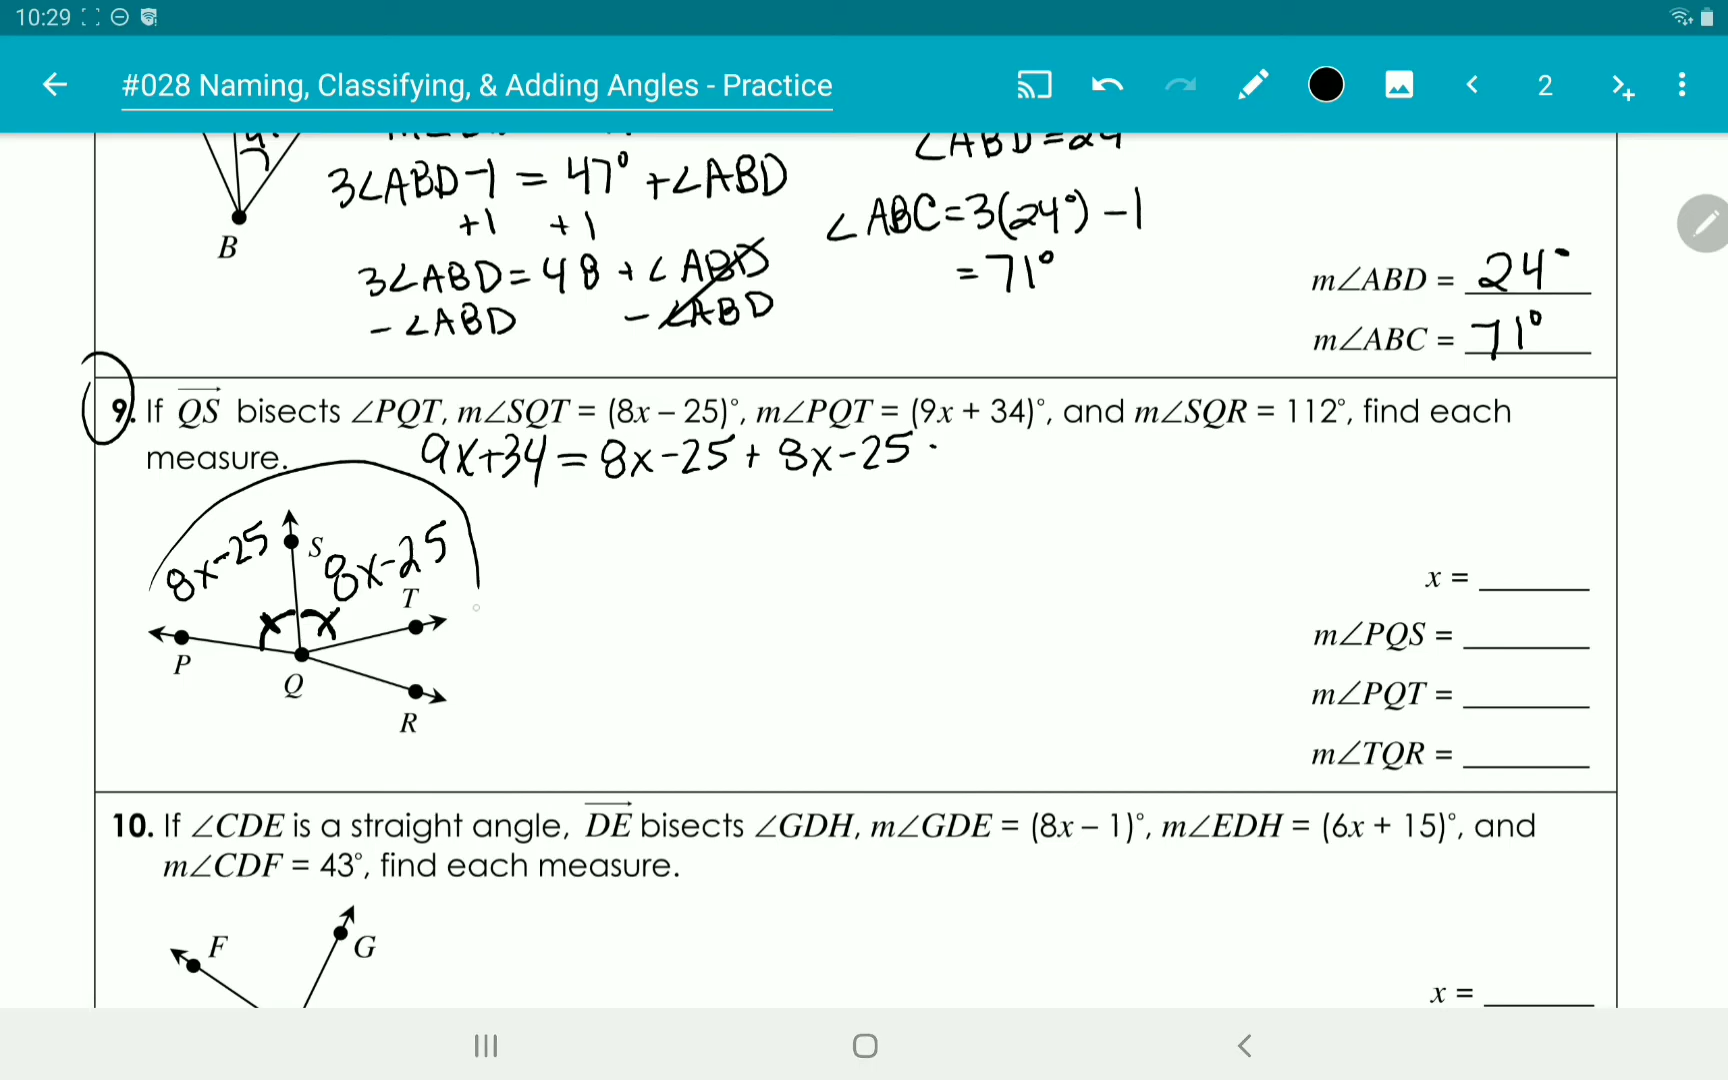 10:29
#028 Naming, Classifying, & Adding Angles - Practice
2
∠ABD = 24
3∠ABD-1 = 47° +∠ABD
+1 +1
∠ABC=3(24°) -1
B
3∠ABD = 48 + ∠ABD
= 71°
m∠ABD = 24°
- ∠ABD - ∠ABD
m∠ABC = 71°
9. If QS bisects ∠PQT, m∠SQT = (8x – 25)°, m∠PQT = (9x + 34)°, and m∠SQR = 112°, find each
measure.
9x+34 = 8x-25 + 8x-25
8x-25
S
8x-25
T
x =
P
m∠PQS =
Q
m∠PQT =
R
m∠TQR =
10. If ∠CDE is a straight angle, DE bisects ∠GDH, m∠GDE = (8x – 1)°, m∠EDH = (6x + 15)°, and
m∠CDF = 43°, find each measure.
F
G
x =